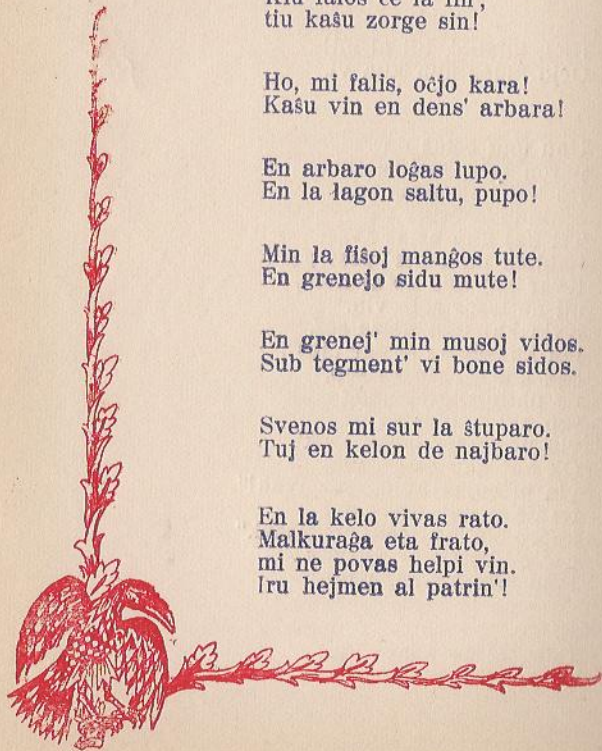 tiu kaŝu zorge sin!
Ho, mi falis, oĉjo kara!
Kaŝu vin en dens' arbara!
En arbaro loĝas lupo.
En la lagon saltu, pupo!
Min la fiŝoj manĝos tute.
En grenejo sidu mute!
En grenej' min musoj vidos.
Sub tegment' vi bone sidos.
Svenos mi sur la ŝtuparo.
Tuj en kelon de najbaro!
En la kelo vivas rato.
Malkuraĝa eta frato,
mi ne povas helpi vin.
Iru hejmen al patrin'!